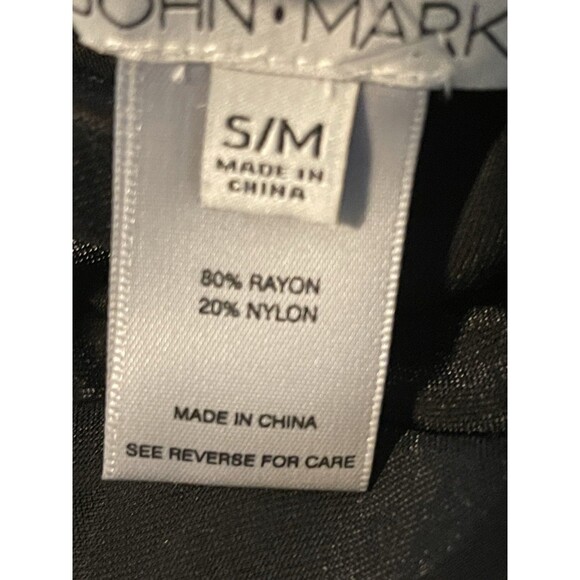 JOHN • MARK
S/M
MADE IN
CHINA
80% RAYON
20% NYLON
MADE IN CHINA
SEE REVERSE FOR CARE